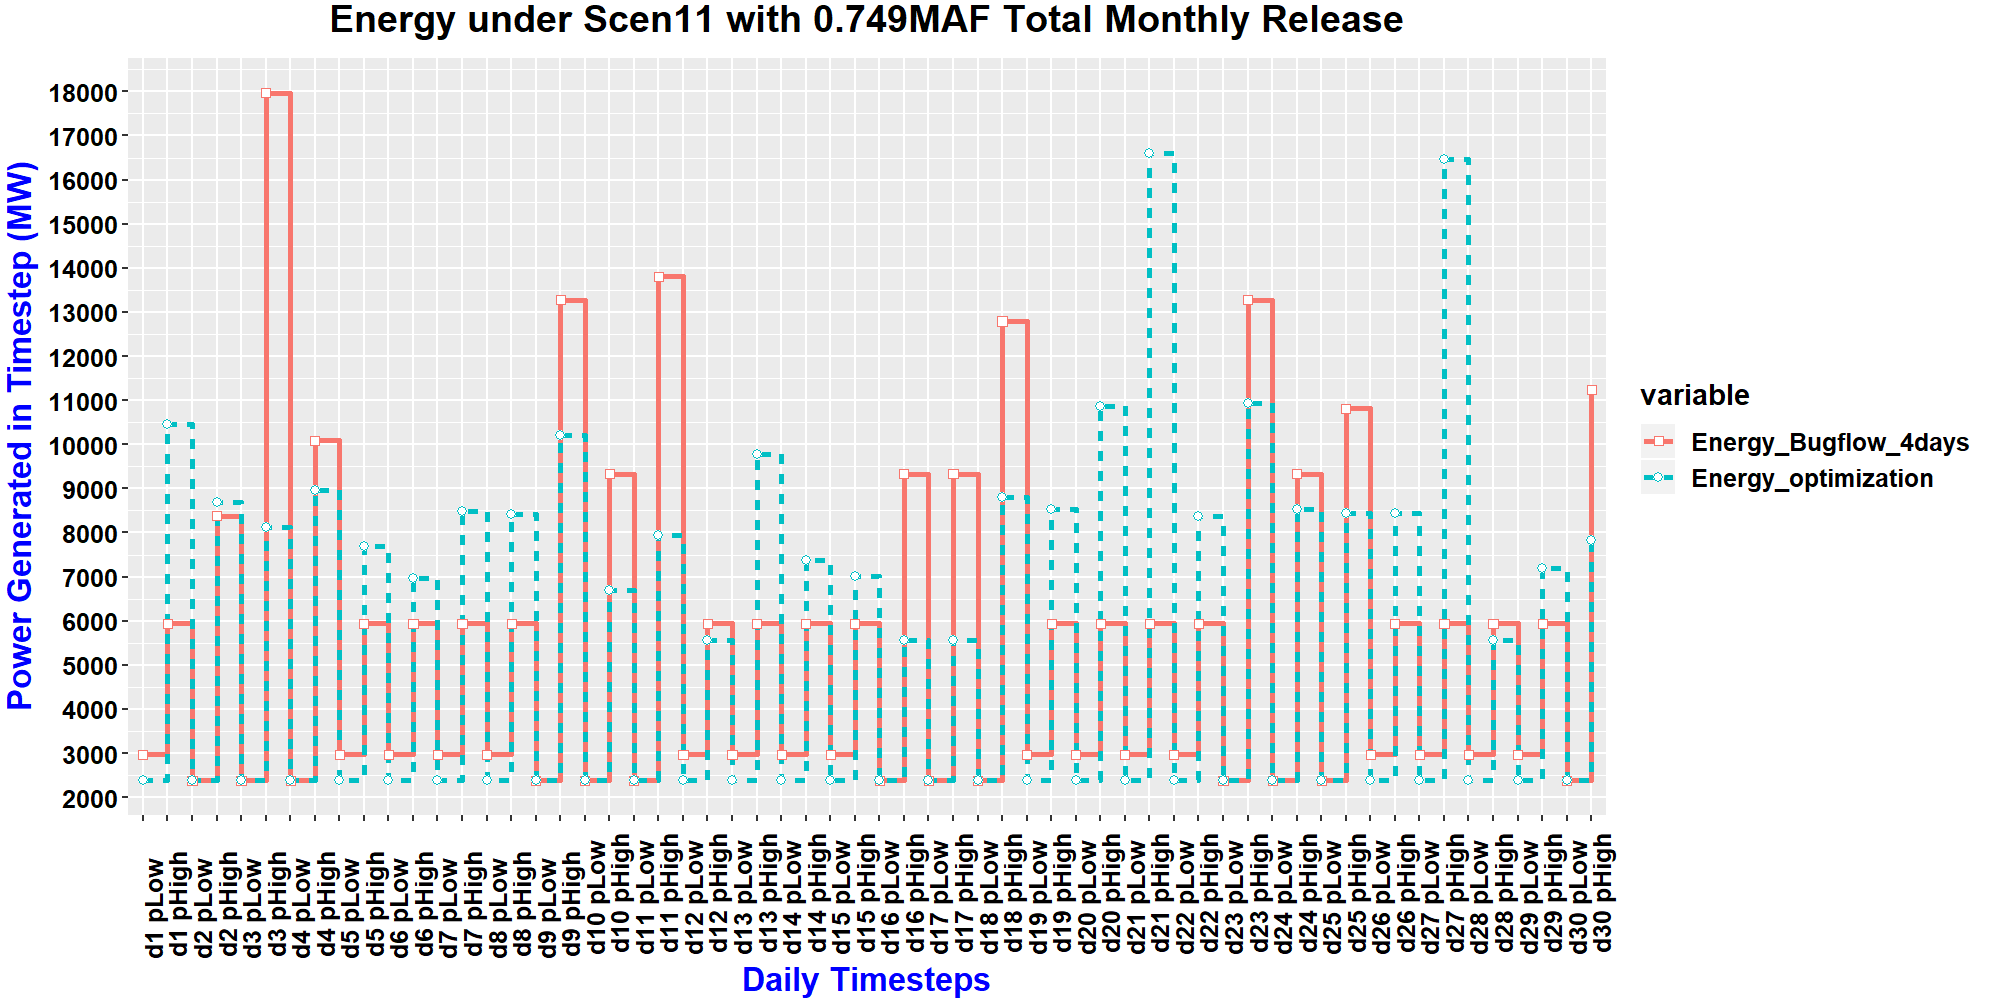 Energy under Scen11 with 0.749MAF Total Monthly Release
Power Generated in Timestep (MW)
18000
17000
16000
15000
14000
13000
12000
11000
10000
9000
8000
7000
6000
5000
4000
3000
2000
d1 pLow
d1 pHigh
d2 pLow
d2 pHigh
d3 pLow
d3 pHigh
d4 pLow
d4 pHigh
d5 pLow
d5 pHigh
d6 pLow
d6 pHigh
d7 pLow
d7 pHigh
d8 pLow
d8 pHigh
d9 pLow
d9 pHigh
d10 pLow
d10 pHigh
d11 pLow
d11 pHigh
d12 pLow
d12 pHigh
d13 pLow
d13 pHigh
d14 pLow
d14 pHigh
d15 pLow
d15 pHigh
d16 pLow
d16 pHigh
d17 pLow
d17 pHigh
d18 pLow
d18 pHigh
d19 pLow
d19 pHigh
d20 pLow
d20 pHigh
d21 pLow
d21 pHigh
d22 pLow
d22 pHigh
d23 pLow
d23 pHigh
d24 pLow
d24 pHigh
d25 pLow
d25 pHigh
d26 pLow
d26 pHigh
d27 pLow
d27 pHigh
d28 pLow
d28 pHigh
d29 pLow
d29 pHigh
d30 pLow
d30 pHigh
Daily Timesteps
variable
Energy_Bugflow_4days
Energy_optimization